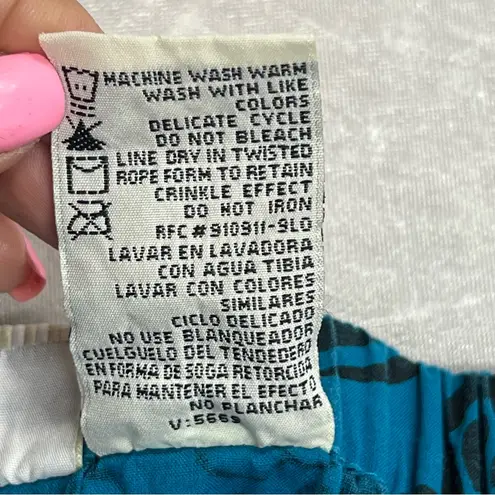 MACHINE WASH WARM
WASH WITH LIKE
COLORS
DELICATE CYCLE
DO NOT BLEACH
LINE DRY IN TWISTED
ROPE FORM TO RETAIN
CRINKLE EFFECT
DO NOT IRON
RFC#910911-9L0
LAVAR EN LAVADORA
CON AGUA TIBIA
LAVAR CON COLORES
SIMILARES
CICLO DELICADO
NO USE BLANQUEADOR
CUELGUELO DEL TENDEDERO
EN FORMA DE SOGA RETORCIDA
PARA MANTENER EL EFECTO
NO PLANCHAR
V:5669